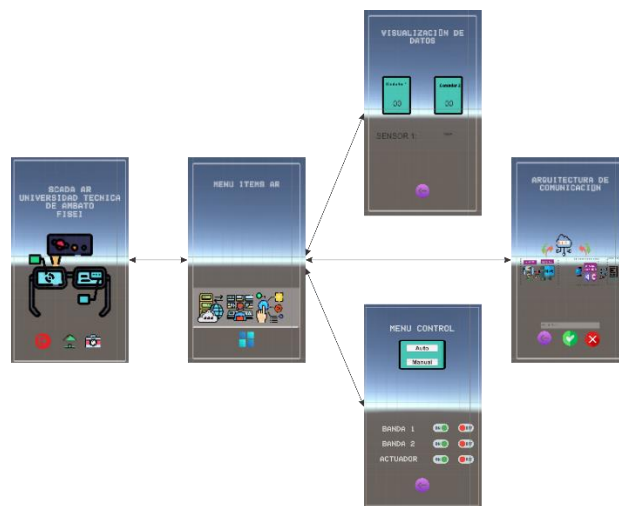 SCADA AR
UNIVERSIDAD TECNICA
DE AMBATO
FISEI
MENU ITEMS AR
VISUALIZACIÓN DE
DATOS
00
00
SENSOR 1:
ARQUITECTURA DE
COMUNICACIÓN
MENU CONTROL
Auto
Manual
BANDA 1
BANDA 2
ACTUADOR